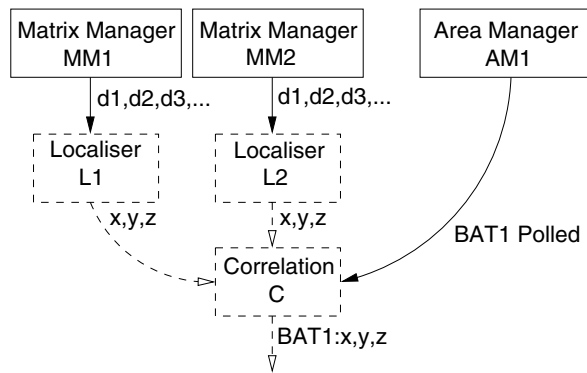 Matrix Manager
MM1
Matrix Manager
MM2
Area Manager
AM1
d1,d2,d3,...
d1,d2,d3,...
Localiser
L1
Localiser
L2
x,y,z
x,y,z
BAT1 Polled
Correlation
C
BAT1:x,y,z